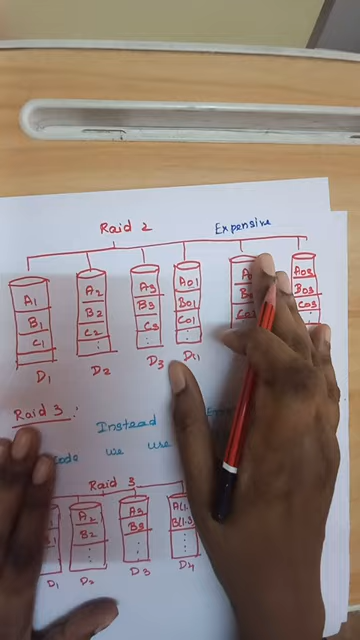 Raid 2 Expensive
A1 A2 A3 A01 A03
B1 B2 B3 B01 B03
C1 C2 C3 C01 C03
D1 D2 D3
Raid 3 :
Instead
code we use
Raid 3
A2 A3
B2 B3
D1 D2 D3 D4